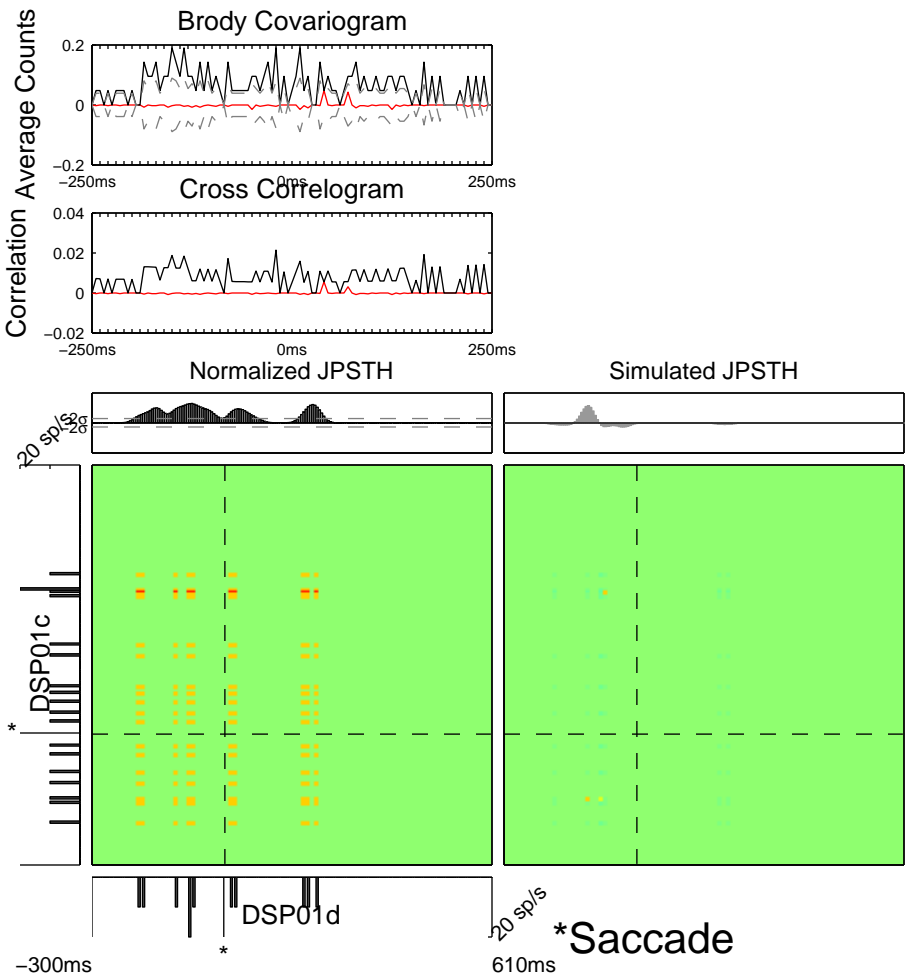 Brody Covariogram
Average Counts
0.2
0
−0.2
−250ms
0ms
250ms
Cross Correlogram
Correlation
0.04
0.02
0
−0.02
−250ms
0ms
250ms
Normalized JPSTH
Simulated JPSTH
20 sp/s
−2σ
DSP01c
*
DSP01d
*
20 sp/s
*Saccade
−300ms
610ms